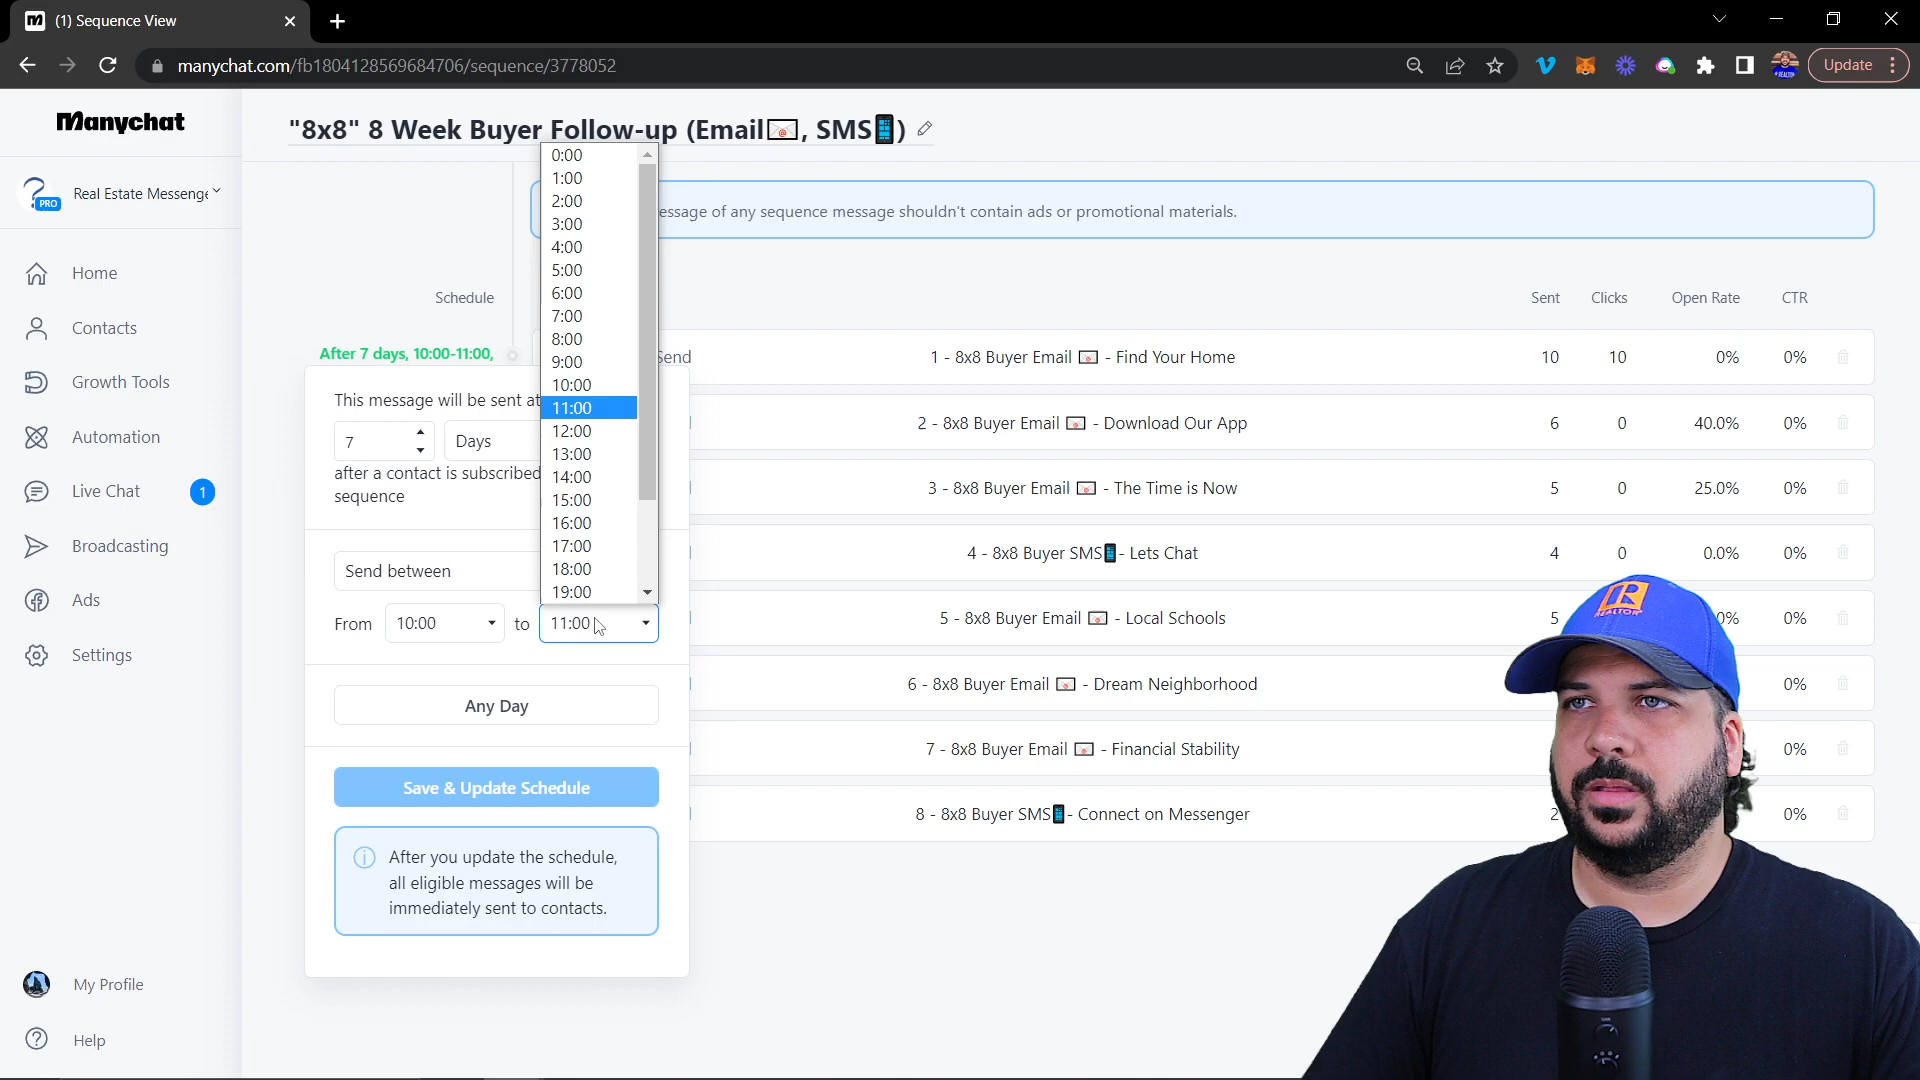 (1) Sequence View
manychat.com/fb1804128569684706/sequence/3778052
Update
Manychat
"8x8" 8 Week Buyer Follow-up (Email📧, SMS📱)
PRO
Real Estate Messenge
Home
Contacts
Growth Tools
Automation
Live Chat
1
Broadcasting
Ads
Settings
My Profile
Help
essage of any sequence message shouldn't contain ads or promotional materials.
Schedule
Sent
Clicks
Open Rate
CTR
After 7 days, 10:00-11:00,
0:00
1:00
2:00
3:00
4:00
5:00
6:00
7:00
8:00
9:00
10:00
11:00
12:00
13:00
14:00
15:00
16:00
17:00
18:00
19:00
This message will be sent at
7
Days
after a contact is subscribed
sequence
Send between
From 10:00 to 11:00
Any Day
Save & Update Schedule
After you update the schedule,
all eligible messages will be
immediately sent to contacts.
Send
1 - 8x8 Buyer Email 📧 - Find Your Home 10 10 0% 0%
2 - 8x8 Buyer Email 📧 - Download Our App 6 0 40.0% 0%
3 - 8x8 Buyer Email 📧 - The Time is Now 5 0 25.0% 0%
4 - 8x8 Buyer SMS📱- Lets Chat 4 0 0.0% 0%
5 - 8x8 Buyer Email 📧 - Local Schools 5 0% 0%
6 - 8x8 Buyer Email 📧 - Dream Neighborhood 0%
7 - 8x8 Buyer Email 📧 - Financial Stability 0%
8 - 8x8 Buyer SMS📱- Connect on Messenger 2 0%
REALTOR